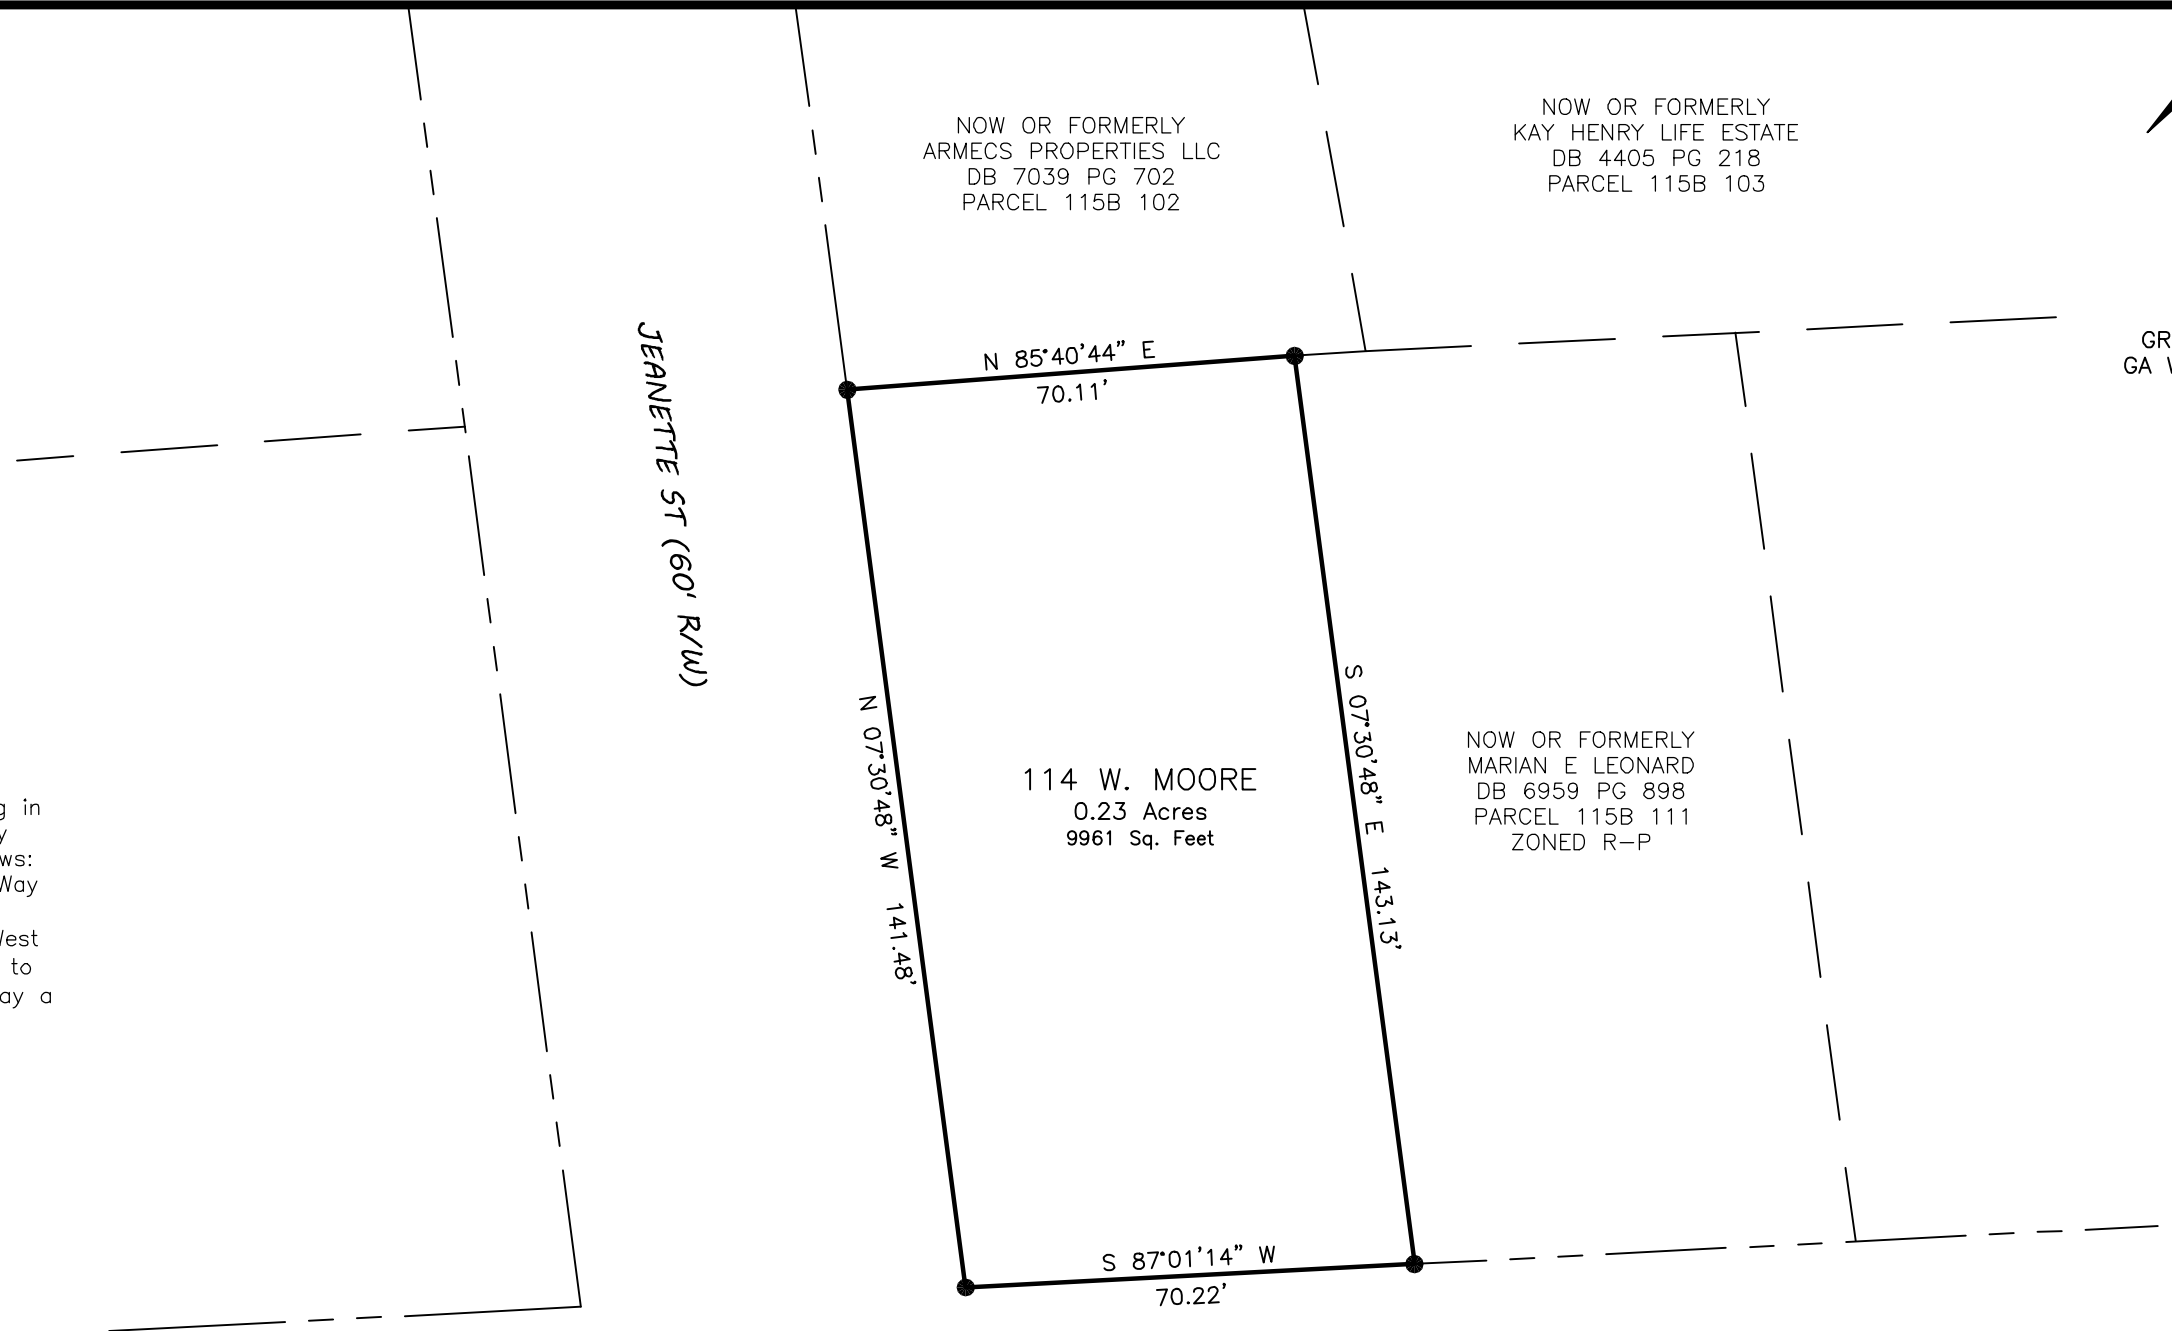 NOW OR FORMERLY
ARMECS PROPERTIES LLC
DB 7039 PG 702
PARCEL 115B 102
NOW OR FORMERLY
KAY HENRY LIFE ESTATE
DB 4405 PG 218
PARCEL 115B 103
JEANETTE ST (60' R/W)
N 85°40'44" E
70.11'
N 07°30'48" W 141.48'
S 07°30'48" E 143.13'
114 W. MOORE
0.23 Acres
9961 Sq. Feet
NOW OR FORMERLY
MARIAN E LEONARD
DB 6959 PG 898
PARCEL 115B 111
ZONED R-P
S 87°01'14" W
70.22'
in
Way
to
a
GA